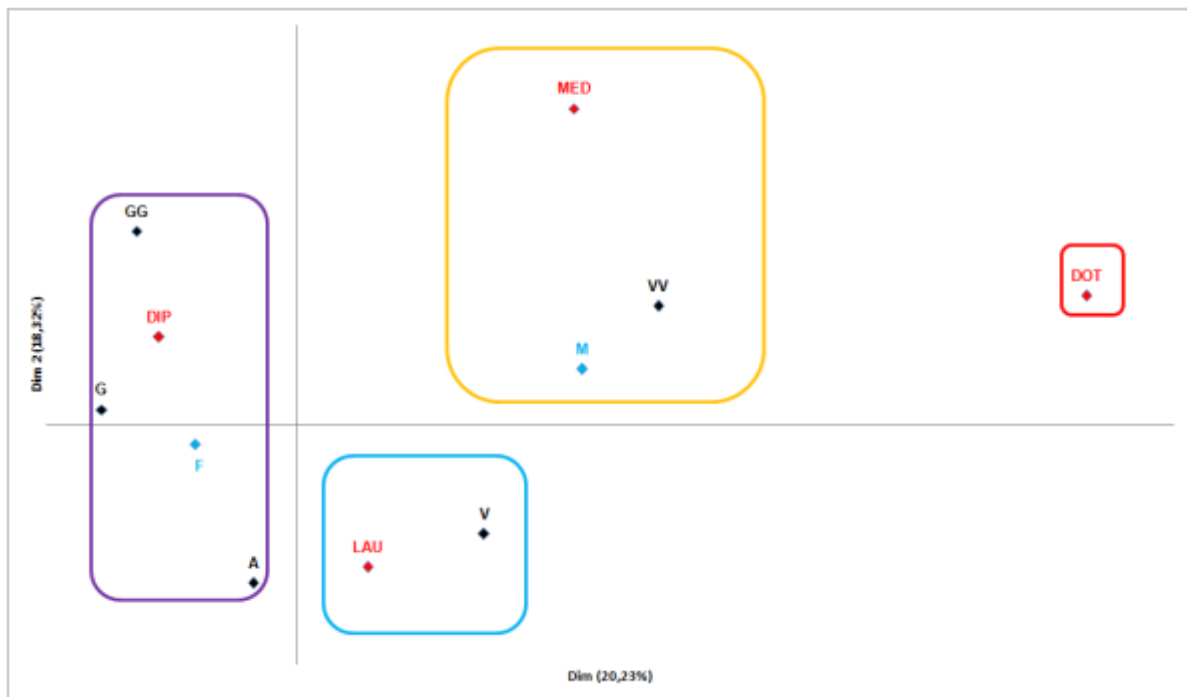 MED
GG
DOT
VV
DIP
Dim 2 (18,32%)
M
G
F
V
LAU
A
Dim (20,23%)